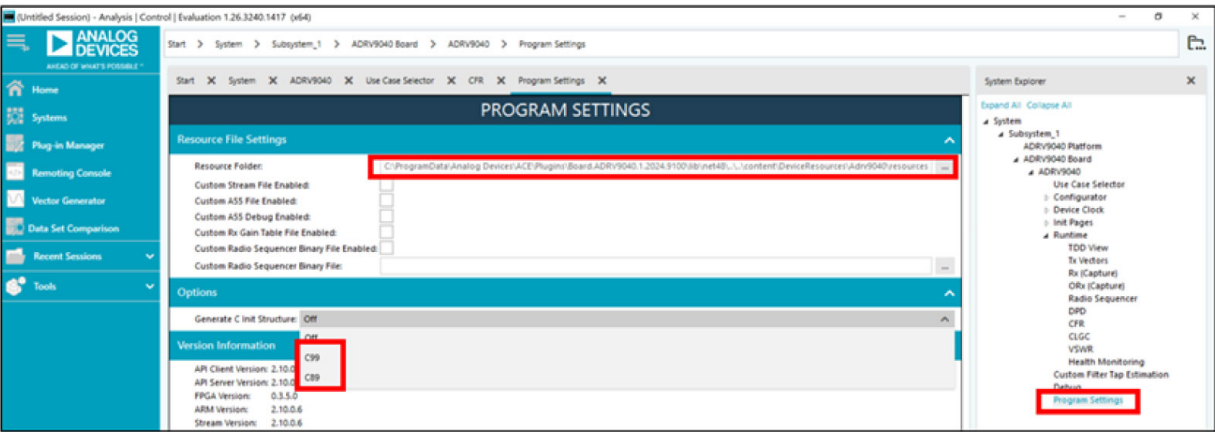 (Untitled Session) - Analysis | Control | Evaluation 1.26.3240.1417 (x64)
ANALOG
DEVICES
AHEAD OF WHAT'S POSSIBLE™
Home
Systems
Plug-in Manager
Remoting Console
Vector Generator
Data Set Comparison
Recent Sessions
Tools
Start > System > Subsystem_1 > ADRV9040 Board > ADRV9040 > Program Settings
Start X System X ADRV9040 X Use Case Selector X CFR X Program Settings X
PROGRAM SETTINGS
Resource File Settings
Resource Folder: C:\ProgramData\Analog Devices\ACE\Plugins\Board.ADRV9040.1.2024.9100\lib\net48\..\..\content\DeviceResources\Adrv9040\resources ...
Custom Stream File Enabled:
Custom A55 File Enabled:
Custom A55 Debug Enabled:
Custom Rx Gain Table File Enabled:
Custom Radio Sequencer Binary File Enabled:
Custom Radio Sequencer Binary File: ...
Options
Generate C Init Structure: Off
Off
C99
C89
Version Information
API Client Version: 2.10.0
API Server Version: 2.10.0
FPGA Version: 0.3.5.0
ARM Version: 2.10.0.6
Stream Version: 2.10.0.6
System Explorer X
Expand All Collapse All
System
Subsystem_1
ADRV9040 Platform
ADRV9040 Board
ADRV9040
Use Case Selector
Configurator
Device Clock
Init Pages
Runtime
TDD View
Tx Vectors
Rx (Capture)
ORx (Capture)
Radio Sequencer
DPD
CFR
CLGC
VSWR
Health Monitoring
Custom Filter Tap Estimation
Debug
Program Settings